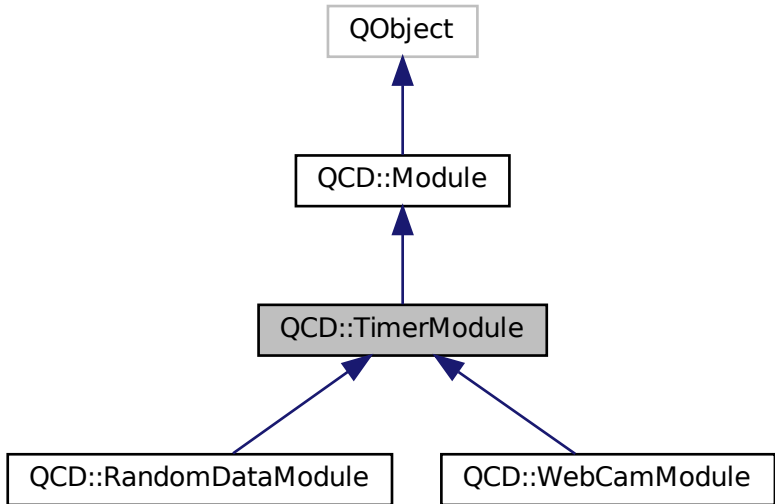 QObject
QCD::Module
QCD::TimerModule
QCD::RandomDataModule
QCD::WebCamModule